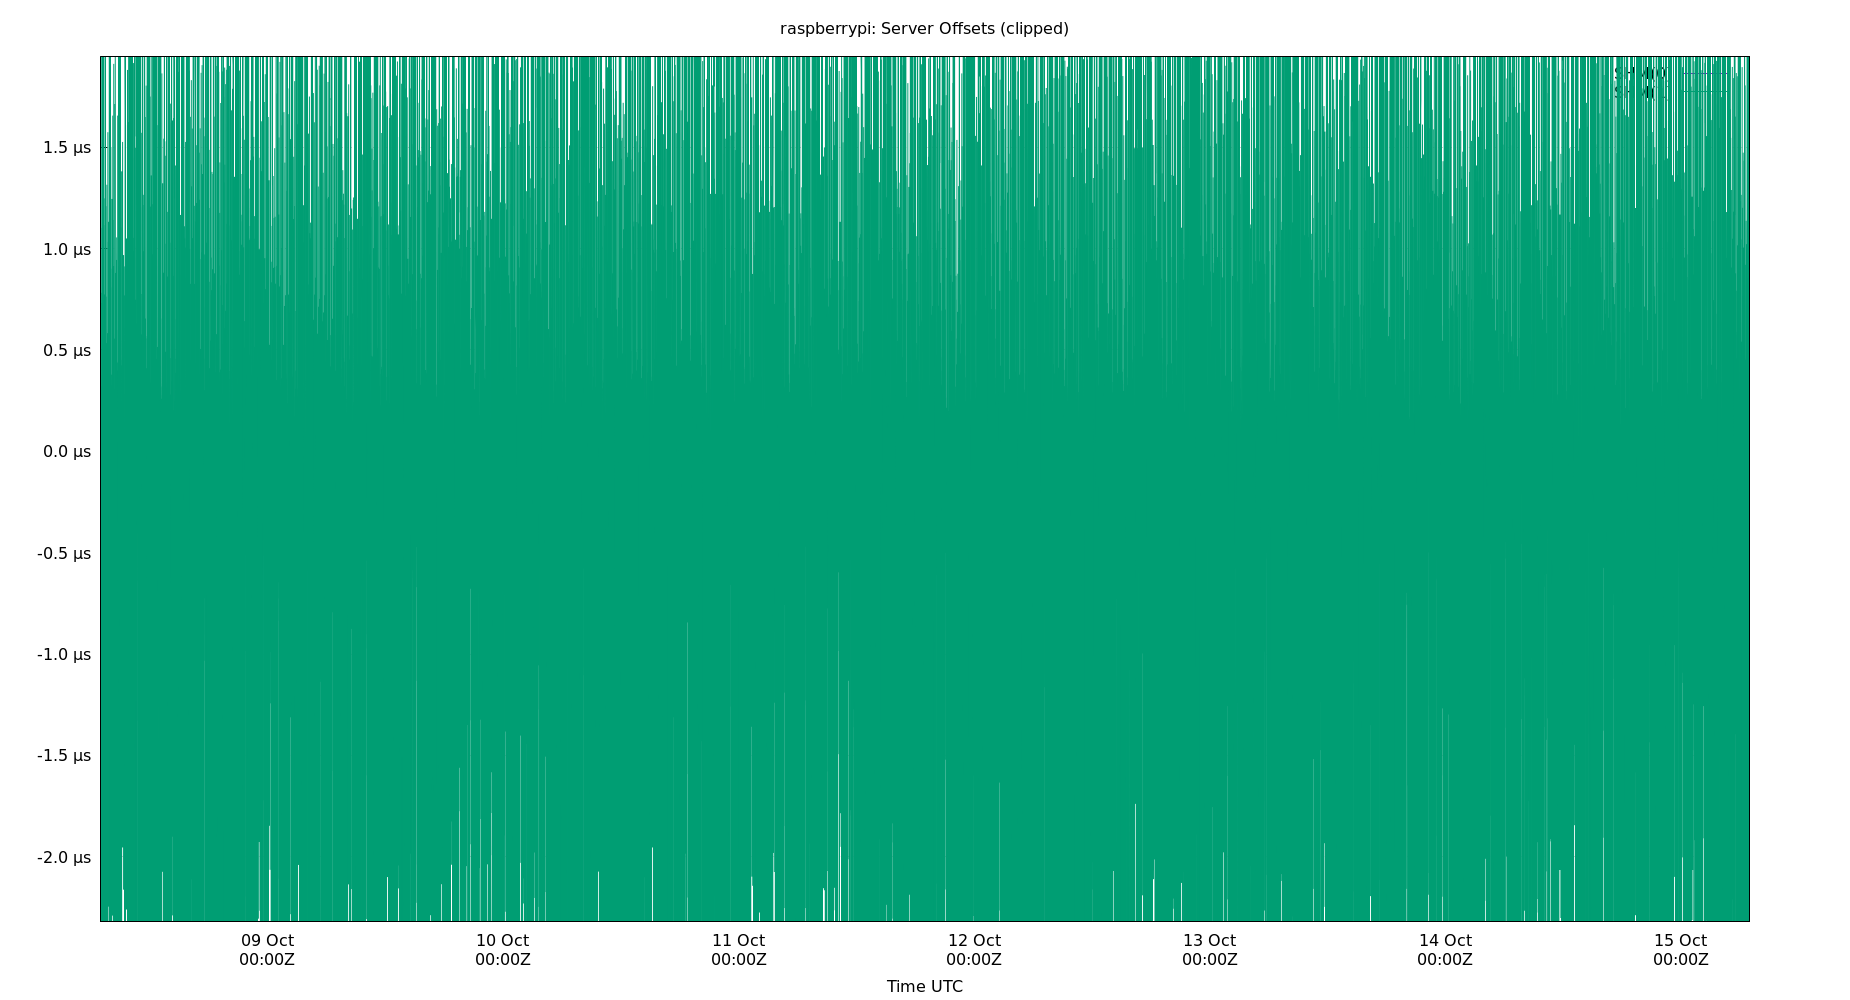 raspberrypi: Server Offsets (clipped)
1.5 µs
1.0 µs
0.5 µs
0.0 µs
-0.5 µs
-1.0 µs
-1.5 µs
-2.0 µs
09 Oct 10 Oct 11 Oct 12 Oct 13 Oct 14 Oct 15 Oct
00:00Z 00:00Z 00:00Z 00:00Z 00:00Z 00:00Z 00:00Z
Time UTC